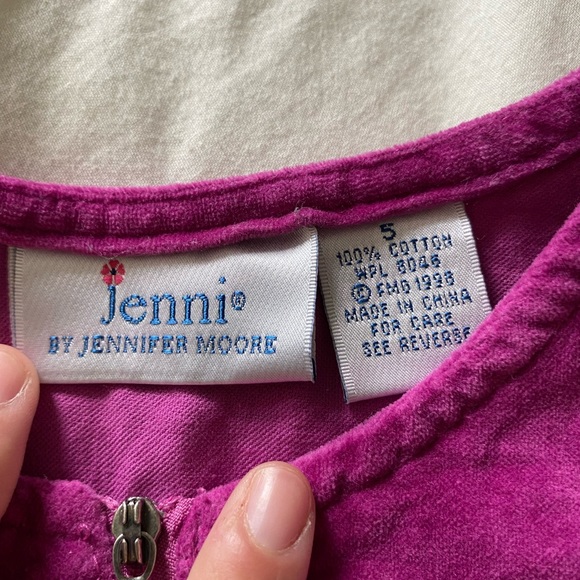 jenni®
BY JENNIFER MOORE
5
100% COTTON
WPL 8046
© FMG 1998
MADE IN CHINA
FOR CARE
SEE REVERSE